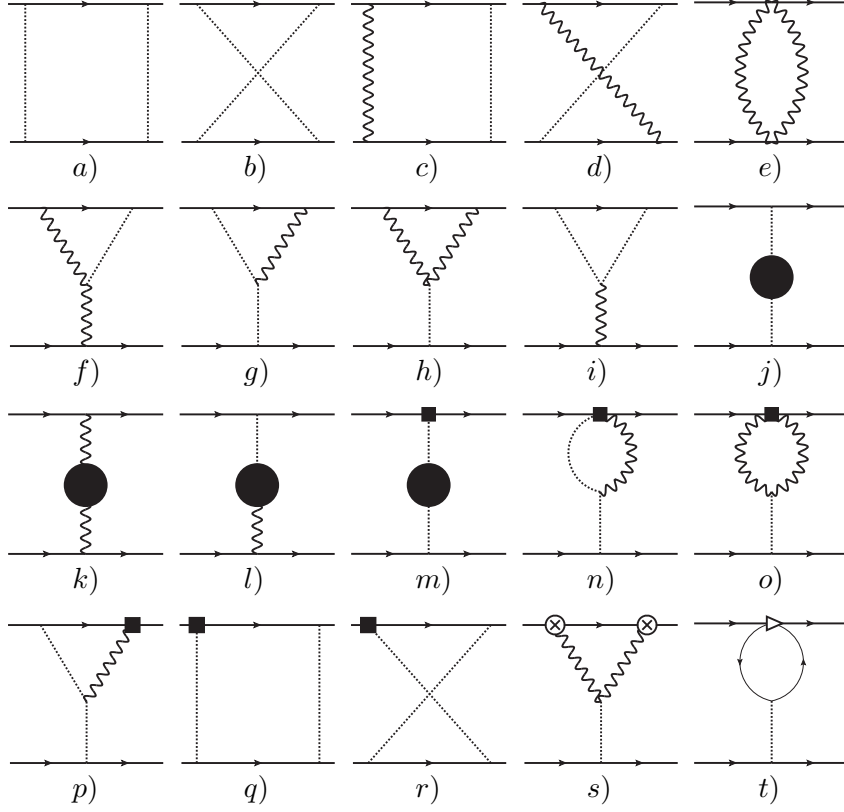 a) b) c) d) e)
f) g) h) i) j)
k) l) m) n) o)
p) q) r) s) t)